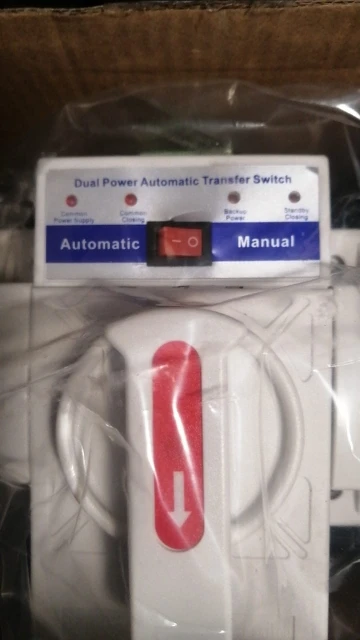 Dual Power Automatic Transfer Switch
Common Power Supply
Common Closing
Backup Power
Standby Closing
Automatic
Manual